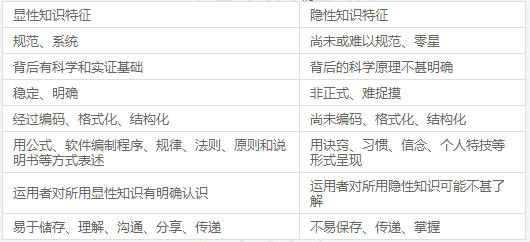 显性知识特征
隐性知识特征
规范、系统
尚未或难以规范、零星
背后有科学和实证基础
背后的科学原理不甚明确
稳定、明确
非正式、难捉摸
经过编码、格式化、结构化
尚未编码、格式化、结构化
用公式、软件编制程序、规律、法则、原则和说
明书等方式表述
用诀窍、习惯、信念、个人特技等
形式呈现
运用者对所用显性知识有明确认识
运用者对所用隐性知识可能不甚了
解
易于储存、理解、沟通、分享、传递
不易保存、传递、掌握